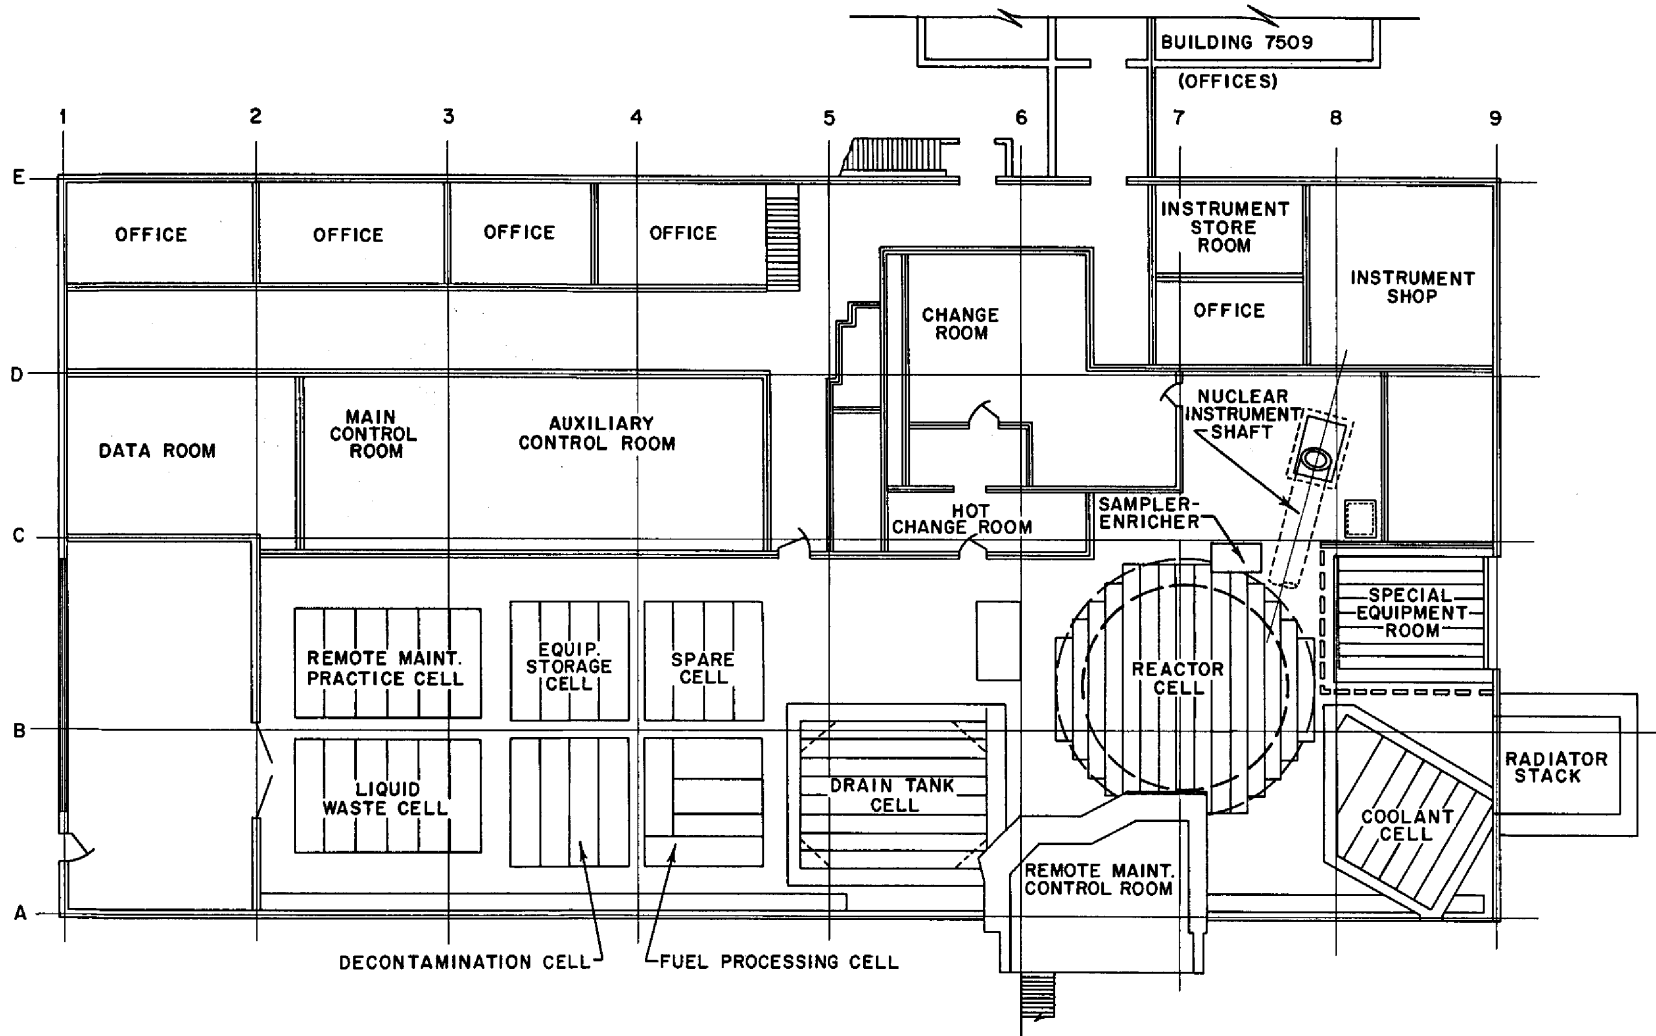 BUILDING 7509
(OFFICES)
1 2 3 4 5 6 7 8 9
E
OFFICE
OFFICE
OFFICE
OFFICE
INSTRUMENT
STORE
ROOM
INSTRUMENT
SHOP
OFFICE
CHANGE
ROOM
D
DATA ROOM
MAIN
CONTROL
ROOM
AUXILIARY
CONTROL ROOM
NUCLEAR
INSTRUMENT
SHAFT
HOT
CHANGE ROOM
SAMPLER-
ENRICHER
C
REMOTE MAINT.
PRACTICE CELL
EQUIP.
STORAGE
CELL
SPARE
CELL
REACTOR
CELL
SPECIAL
EQUIPMENT
ROOM
B
LIQUID
WASTE CELL
DRAIN TANK
CELL
RADIATOR
STACK
COOLANT
CELL
REMOTE MAINT.
CONTROL ROOM
A
DECONTAMINATION CELL
FUEL PROCESSING CELL